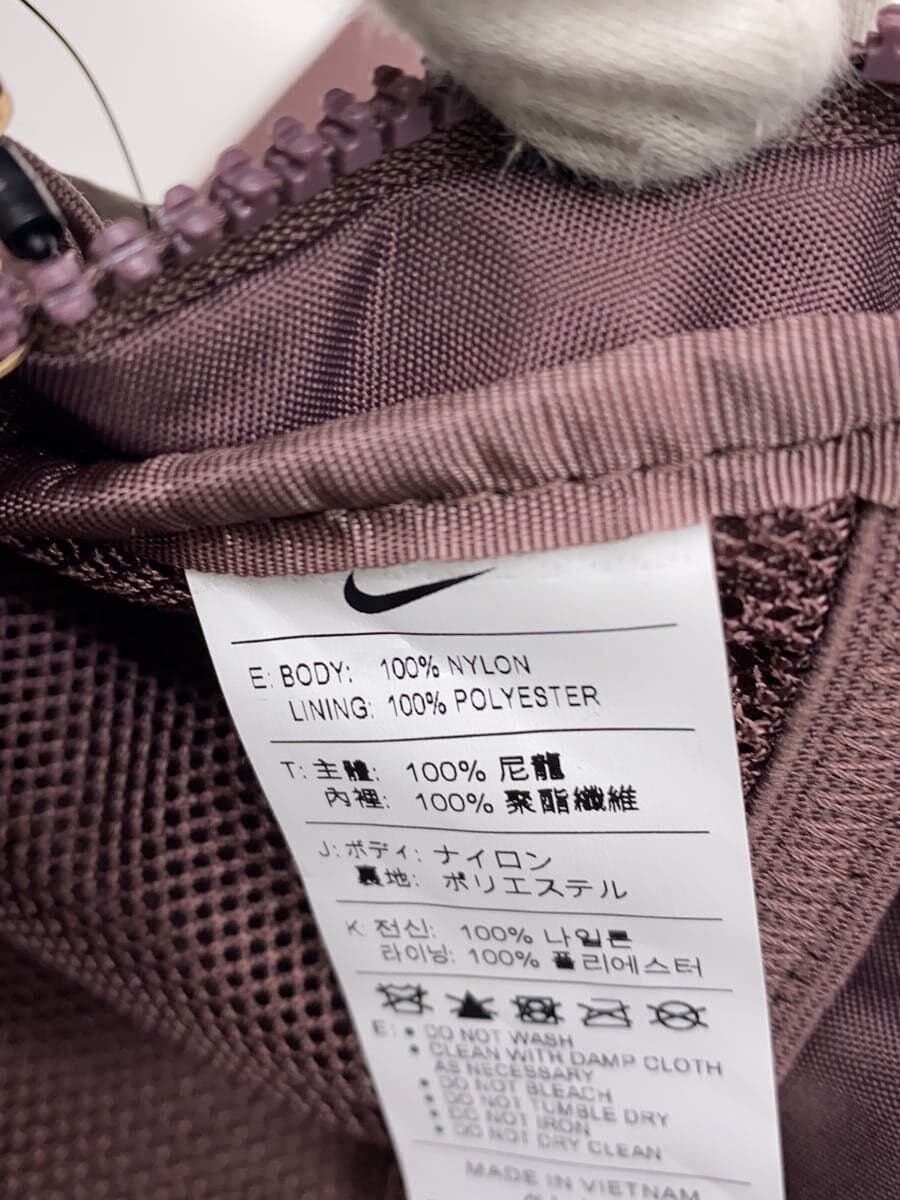 E: BODY: 100% NYLON
LINING: 100% POLYESTER
T: 主體: 100% 尼龍
內裡: 100% 聚酯纖維
J: ボディ: ナイロン
裏地: ポリエステル
K: 전신: 100% 나일론
라이닝: 100% 폴리에스터
E: • DO NOT WASH
• CLEAN WITH DAMP CLOTH
AS NECESSARY
• DO NOT BLEACH
• DO NOT TUMBLE DRY
• DO NOT IRON
• DO NOT DRY CLEAN
MADE IN VIETNAM